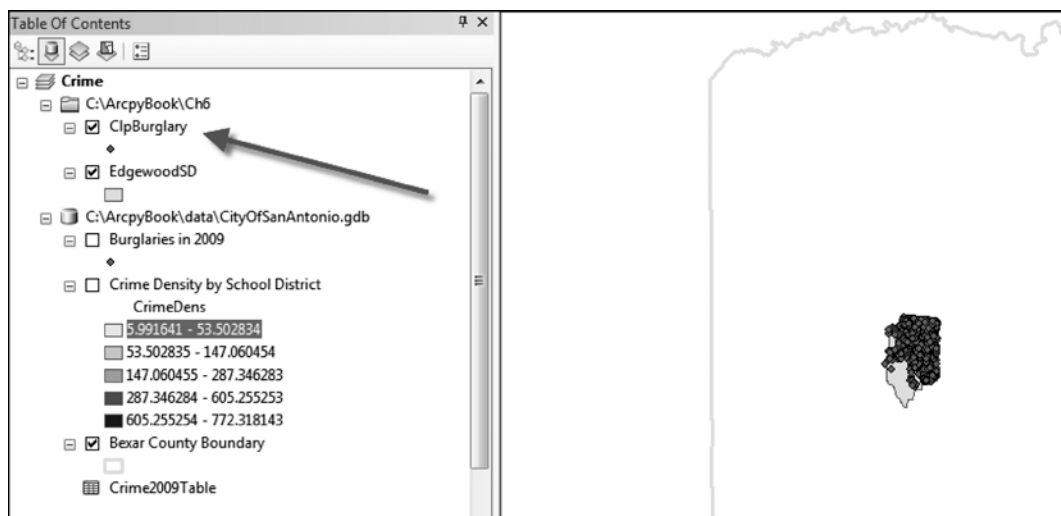 Table Of Contents
Crime
C:\ArcpyBook\Ch6
ClpBurglary
EdgewoodSD
C:\ArcpyBook\data\CityOfSanAntonio.gdb
Burglaries in 2009
Crime Density by School District
CrimeDens
5.991641 - 53.502834
53.502835 - 147.060454
147.060455 - 287.346283
287.346284 - 605.255253
605.255254 - 772.318143
Bexar County Boundary
Crime2009Table